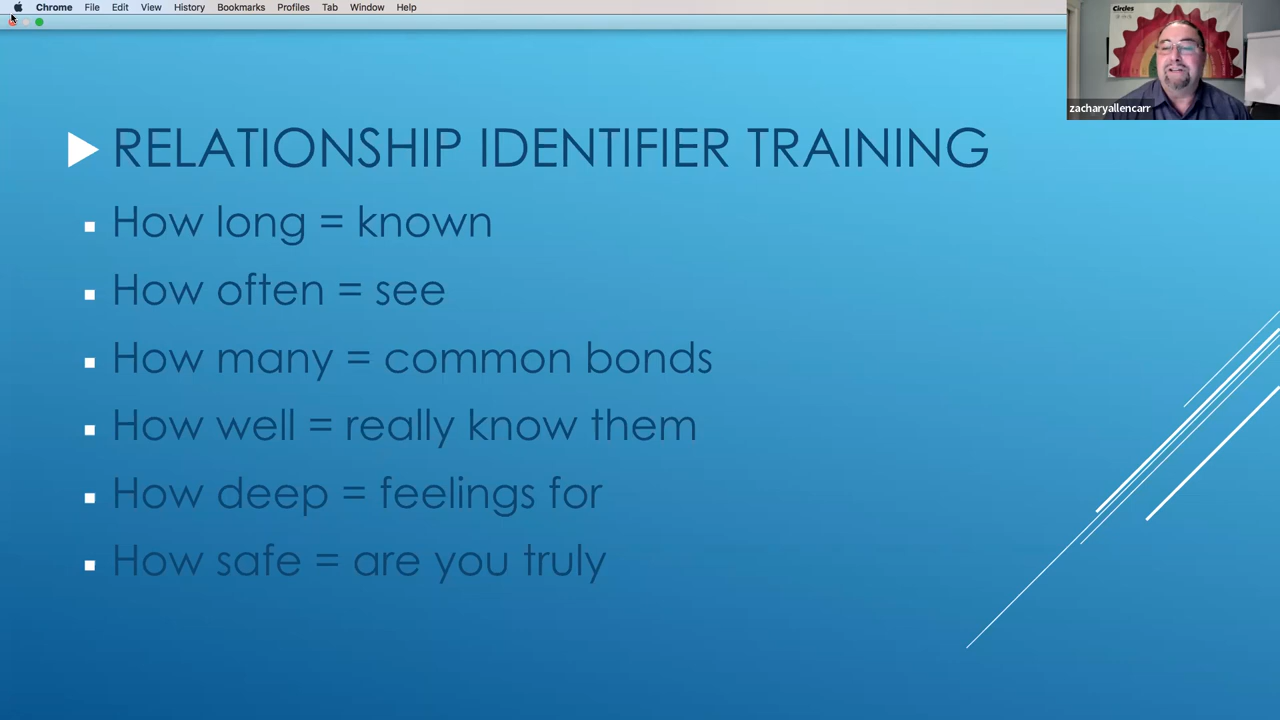 Chrome File Edit View History Bookmarks Profiles Tab Window Help
Circles
zacharyallencarr
RELATIONSHIP IDENTIFIER TRAINING
How long = known
How often = see
How many = common bonds
How well = really know them
How deep = feelings for
How safe = are you truly